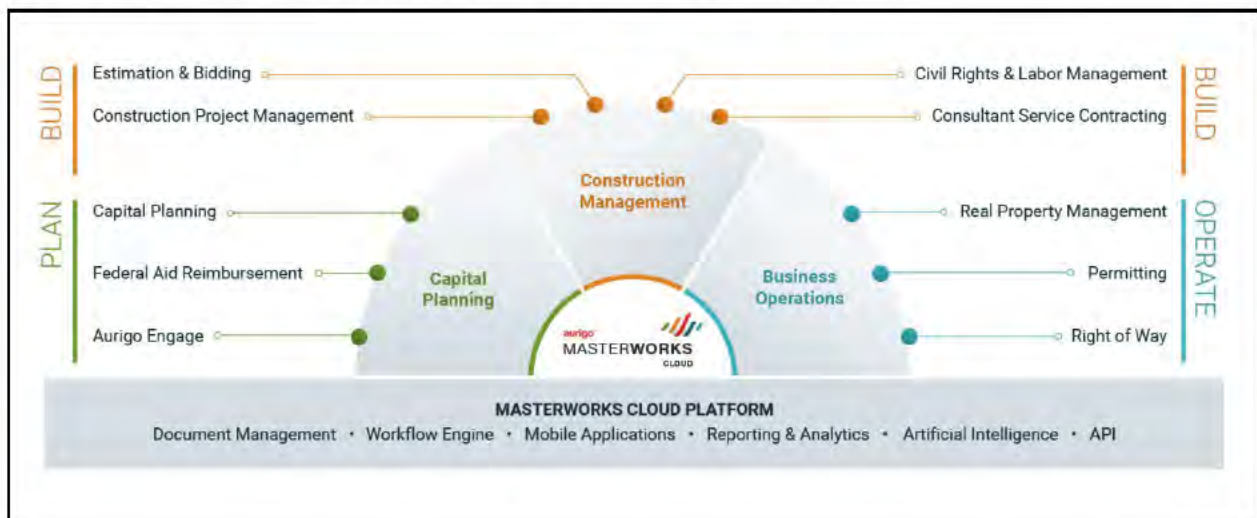 BUILD
Estimation & Bidding
Construction Project Management
PLAN
Capital Planning
Federal Aid Reimbursement
Aurigo Engage
Construction
Management
Capital
Planning
Business
Operations
aurigo
MASTERWORKS
CLOUD
BUILD
Civil Rights & Labor Management
Consultant Service Contracting
OPERATE
Real Property Management
Permitting
Right of Way
MASTERWORKS CLOUD PLATFORM
Document Management • Workflow Engine • Mobile Applications • Reporting & Analytics • Artificial Intelligence • API